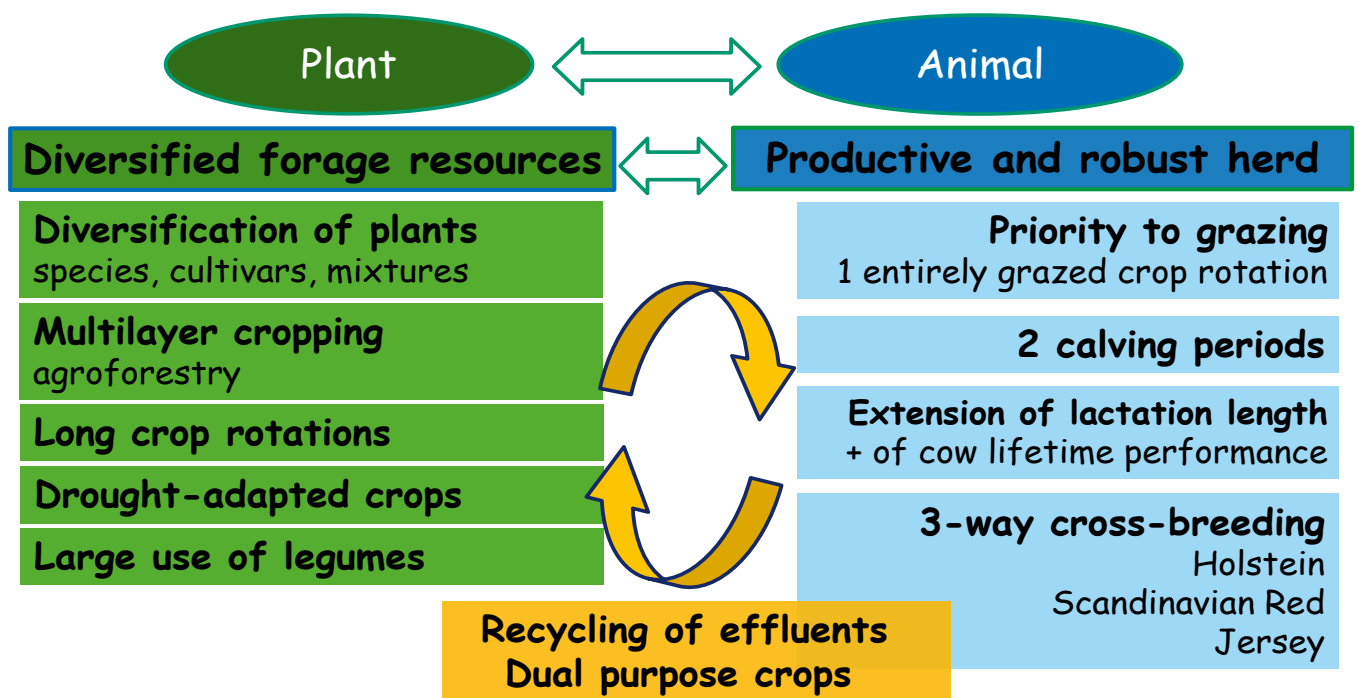 Plant
Animal
Diversified forage resources
Productive and robust herd
Diversification of plants
species, cultivars, mixtures
Multilayer cropping
agroforestry
Long crop rotations
Drought-adapted crops
Large use of legumes
Priority to grazing
1 entirely grazed crop rotation
2 calving periods
Extension of lactation length
+ of cow lifetime performance
3-way cross-breeding
Holstein
Scandinavian Red
Jersey
Recycling of effluents
Dual purpose crops